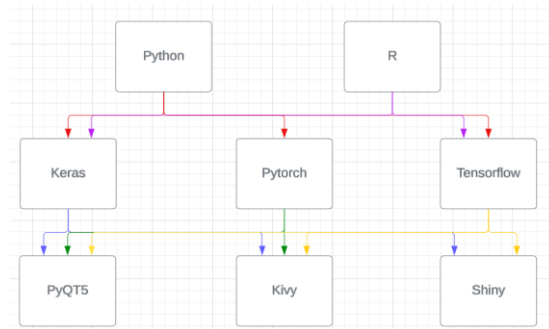 Python
R
Keras
Pytorch
Tensorflow
PyQT5
Kivy
Shiny